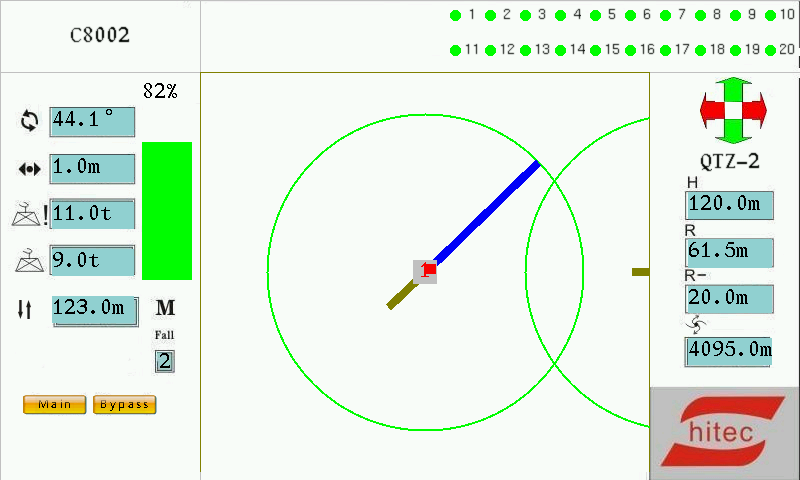 C8002
1 2 3 4 5 6 7 8 9 10
11 12 13 14 15 16 17 18 19 20
82%
44.1°
1.0m
! 11.0t
9.0t
123.0m
M
Fall
2
Main Bypass
1
QTZ-2
H
120.0m
R
61.5m
R-
20.0m
4095.0m
hitec